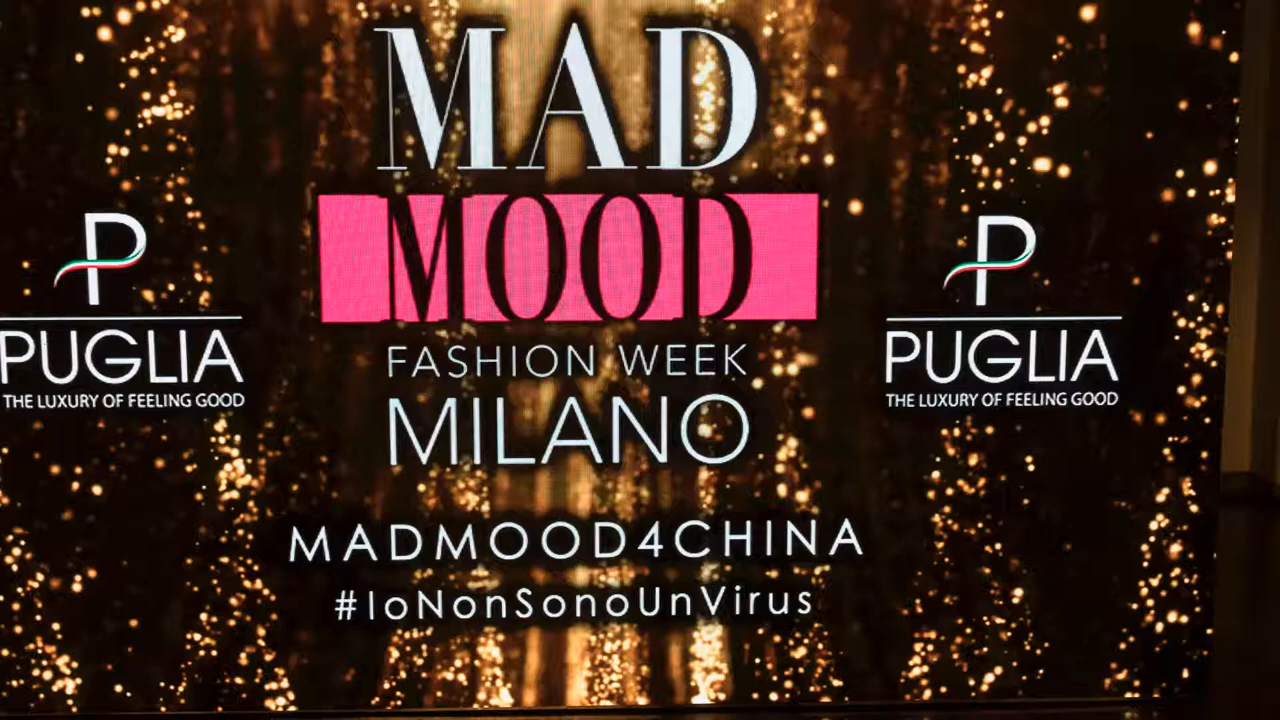 MAD
MOOD
FASHION WEEK
MILANO
MADMOOD4CHINA
#IoNonSonoUnVirus
P
PUGLIA
THE LUXURY OF FEELING GOOD
P
PUGLIA
THE LUXURY OF FEELING GOOD